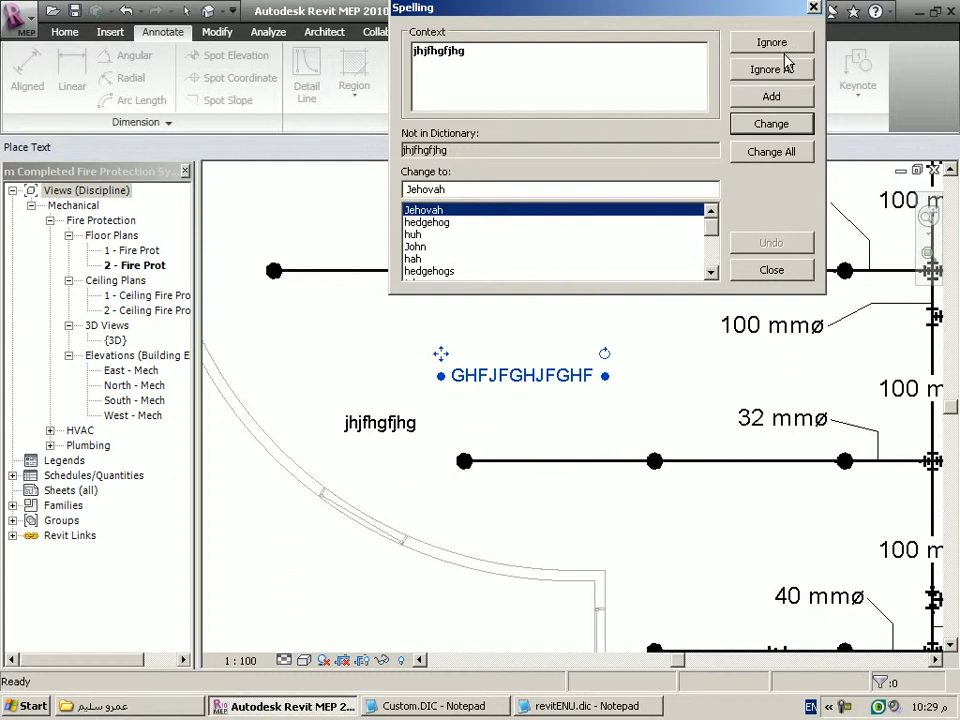 Autodesk Revit MEP 2010
MEP
Home Insert Annotate Modify Analyze Architect
Aligned
Linear
Angular
Radial
Arc Length
Spot Elevation
Spot Coordinate
Spot Slope
Detail
Line
Region
Keynote
Dimension
Place Text
Spelling
Context
jhjfhgfjhg
Not in Dictionary:
jhjfhgfjhg
Change to:
Jehovah
Jehovah
hedgehog
huh
John
hah
hedgehogs
Ignore
Add
Change
Change All
Undo
Close
m Completed Fire Protection
Views (Discipline)
Mechanical
Fire Protection
Floor Plans
1 - Fire Prot
2 - Fire Prot
Ceiling Plans
1 - Ceiling Fire Pro
2 - Ceiling Fire Pro
3D Views
{3D}
Elevations (Building E
East - Mech
North - Mech
South - Mech
West - Mech
HVAC
Plumbing
Legends
Schedules/Quantities
Sheets (all)
Families
Groups
Revit Links
100 m
100 mmø
GHFJFGHJFGHF
100 m
jhjfhgfjhg
32 mmø
100 m
40 mmø
1 : 100
Ready
:0
Start
عمرو سليم
Autodesk Revit MEP 2...
Custom.DIC - Notepad
revitENU.dic - Notepad
EN
10:29 م